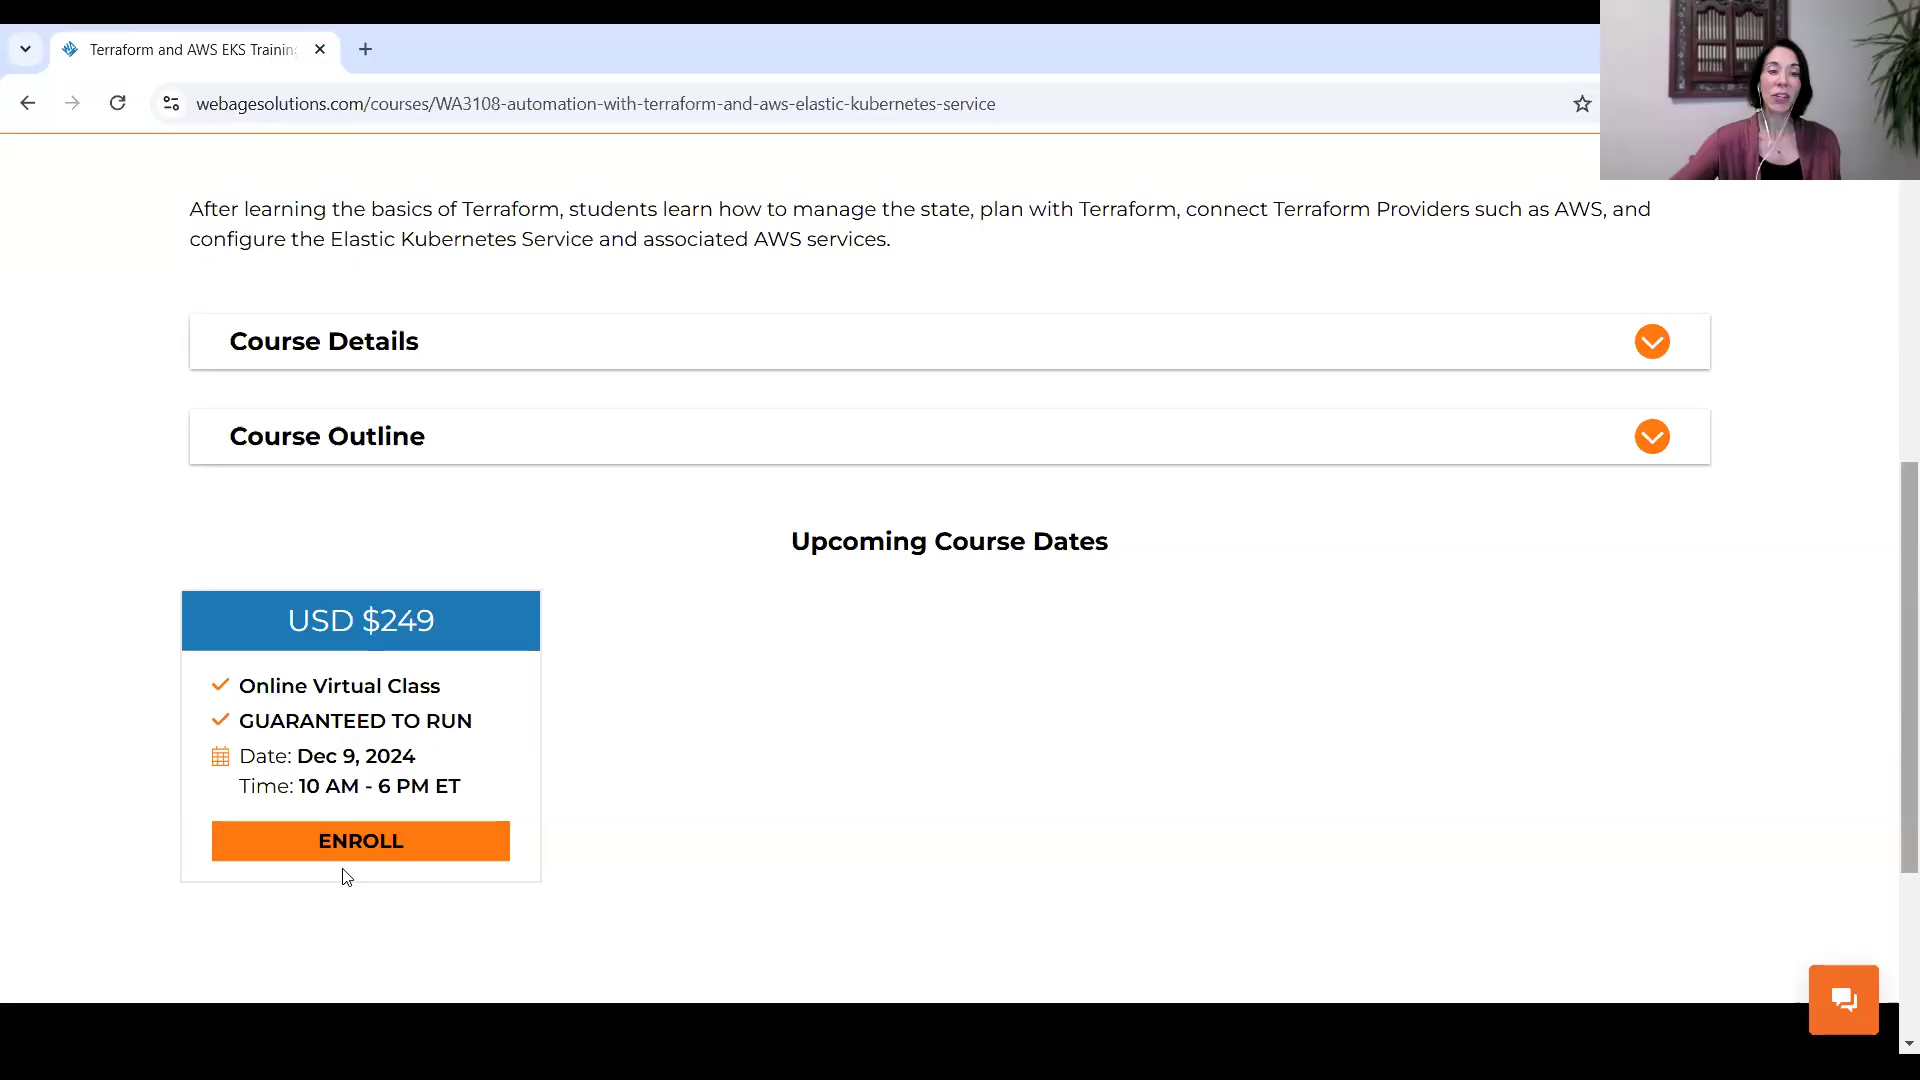 Terraform and AWS EKS Training
webagesolutions.com/courses/WA3108-automation-with-terraform-and-aws-elastic-kubernetes-service
After learning the basics of Terraform, students learn how to manage the state, plan with Terraform, connect Terraform Providers such as AWS, and
configure the Elastic Kubernetes Service and associated AWS services.
Course Details
Course Outline
Upcoming Course Dates
USD $249
Online Virtual Class
GUARANTEED TO RUN
Date: Dec 9, 2024
Time: 10 AM - 6 PM ET
ENROLL